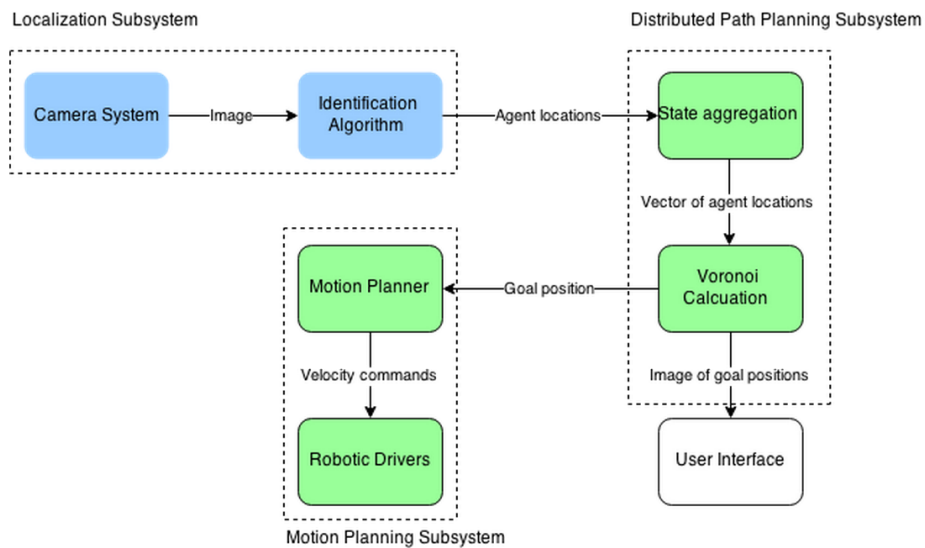 Localization Subsystem
Distributed Path Planning Subsystem
Camera System
Image
Identification
Algorithm
Agent locations
State aggregation
Vector of agent locations
Motion Planner
Goal position
Voronoi
Calcuation
Velocity commands
Image of goal positions
Robotic Drivers
User Interface
Motion Planning Subsystem